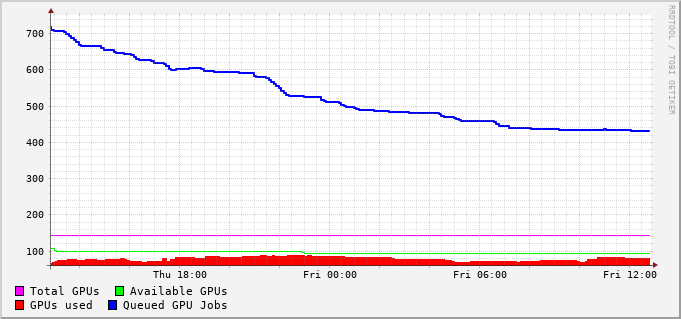 RRDTOOL / TOBI OETIKER
700
600
500
400
300
200
100
Thu 18:00 Fri 00:00 Fri 06:00 Fri 12:00
Total GPUs Available GPUs
GPUs used Queued GPU Jobs